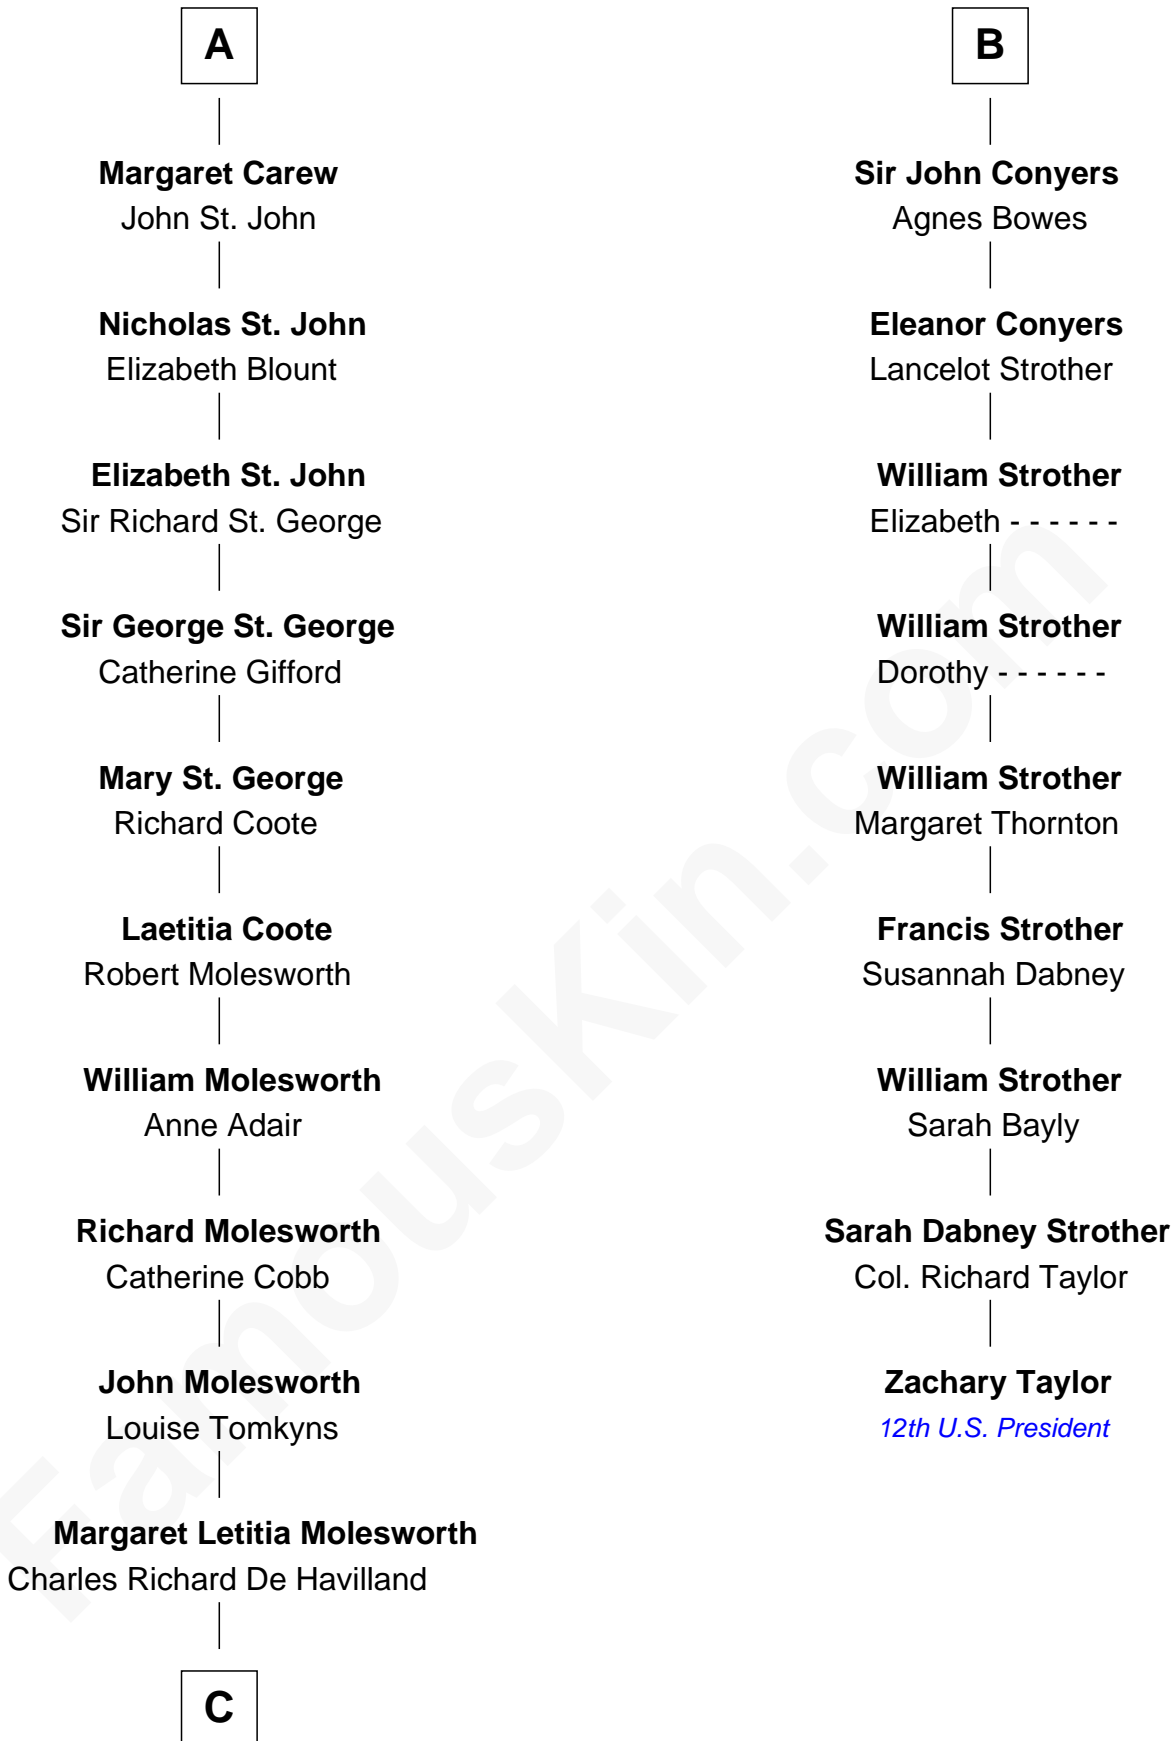 A
Margaret Carew
John St. John
Nicholas St. John
Elizabeth Blount
Elizabeth St. John
Sir Richard St. George
Sir George St. George
Catherine Gifford
Mary St. George
Richard Coote
Laetitia Coote
Robert Molesworth
William Molesworth
Anne Adair
Richard Molesworth
Catherine Cobb
John Molesworth
Louise Tomkyns
Margaret Letitia Molesworth
Charles Richard De Havilland
C
B
Sir John Conyers
Agnes Bowes
Eleanor Conyers
Lancelot Strother
William Strother
Elizabeth - - - - - -
William Strother
Dorothy - - - - - -
William Strother
Margaret Thornton
Francis Strother
Susannah Dabney
William Strother
Sarah Bayly
Sarah Dabney Strother
Col. Richard Taylor
Zachary Taylor
12th U.S. President
FamousKin.com